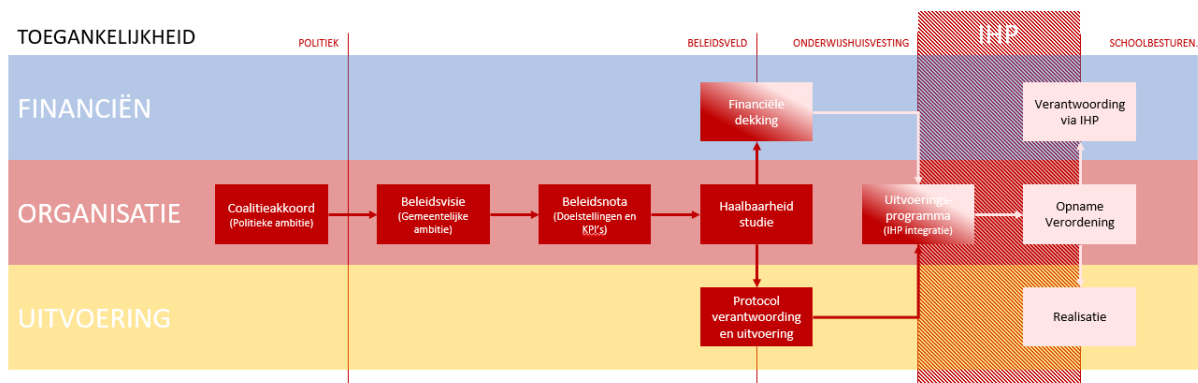 TOEGANKELIJKHEID
POLITIEK
BELEIDSVELD
ONDERWIJSHUISVESTING
IHP
SCHOOLBESTUREN.
FINANCIËN
Financiële
dekking
Verantwoording
via IHP
ORGANISATIE
Coalitieakkoord
(Politieke ambitie)
Beleidsvisie
(Gemeentelijke
ambitie)
Beleidsnota
(Doelstellingen en
KPI's)
Haalbaarheid
studie
Uitvoerings-
programma
(IHP integratie)
Opname
Verordening
UITVOERING
Protocol
verantwoording
en uitvoering
Realisatie